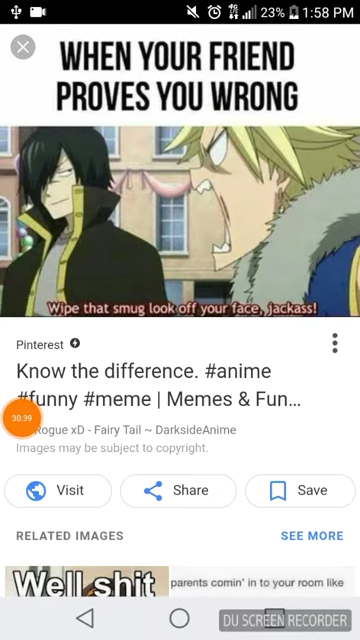 23% 1:58 PM
WHEN YOUR FRIEND
PROVES YOU WRONG
Wipe that smug look off your face, jackass!
Pinterest
Know the difference. #anime
#funny #meme | Memes & Fun...
Rogue xD - Fairy Tail ~ DarksideAnime
30:39
Images may be subject to copyright.
Visit Share Save
RELATED IMAGES SEE MORE
Well shit
parents comin' in to your room like
DU SCREEN RECORDER